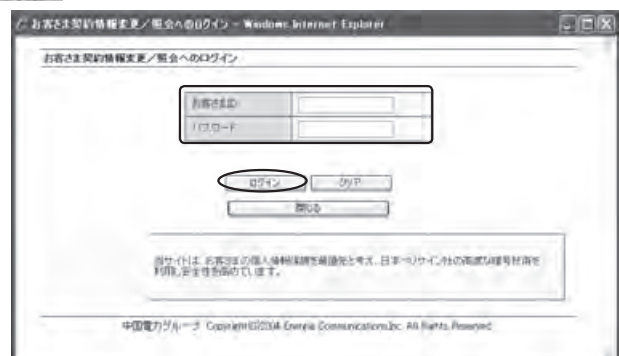 お客さま契約情報変更／照会へのログイン - Windows Internet Explorer
お客さま契約情報変更／照会へのログイン
お客さまID
パスワード
ログイン
クリア
閉じる
当サイトは、お客さまの個人情報保護を最優先と考え、日本ベリサイン社の高度な暗号技術を
利用し安全性を高めています。
中国電力グループ Copyright(C)2004 Energia Communications,Inc. All Rights Reserved.